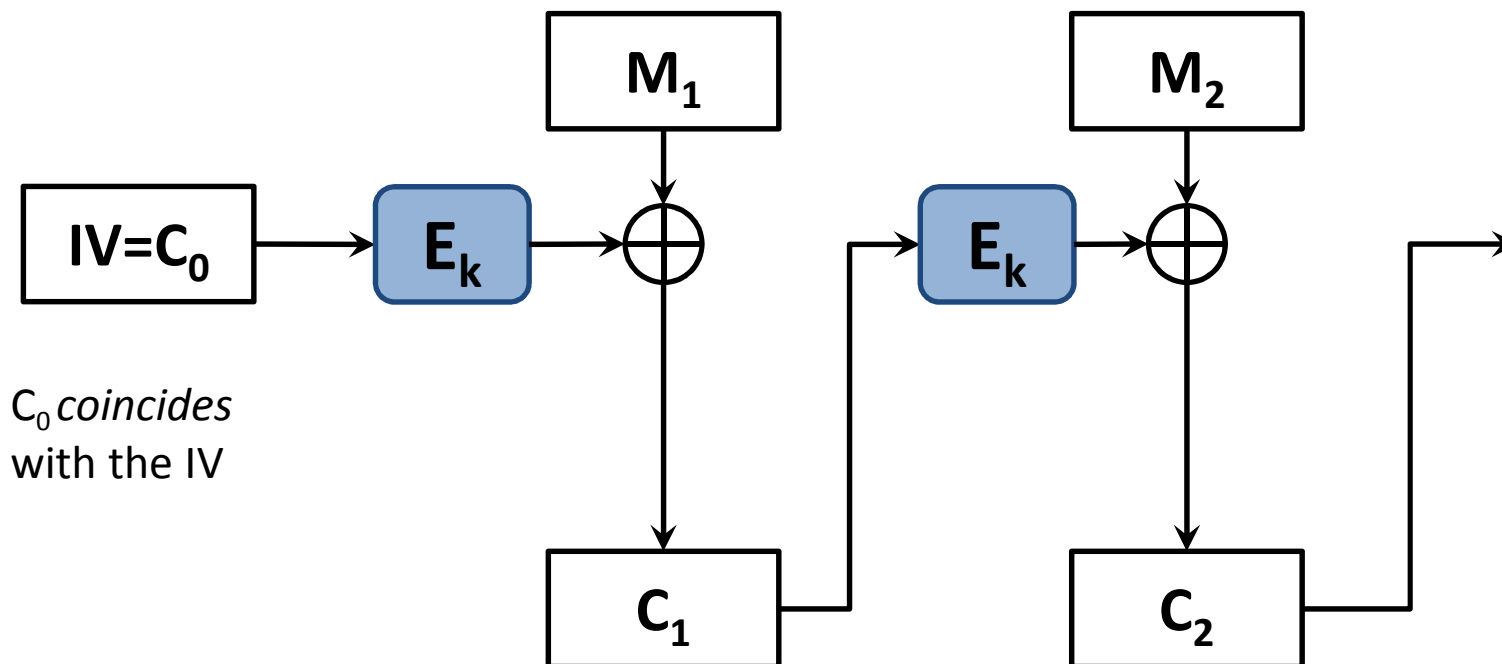 M₁
M₂
IV=C₀
Eₖ
Eₖ
C₀ coincides
with the IV
C₁
C₂